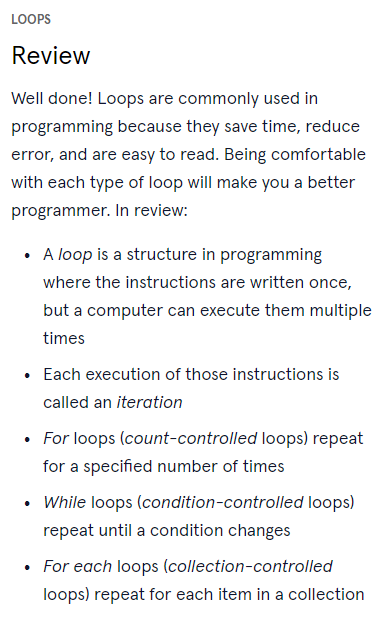 LOOPS
Review
Well done! Loops are commonly used in
programming because they save time, reduce
error, and are easy to read. Being comfortable
with each type of loop will make you a better
programmer. In review:
• A loop is a structure in programming
where the instructions are written once,
but a computer can execute them multiple
times
• Each execution of those instructions is
called an iteration
• For loops (count-controlled loops) repeat
for a specified number of times
• While loops (condition-controlled loops)
repeat until a condition changes
• For each loops (collection-controlled
loops) repeat for each item in a collection